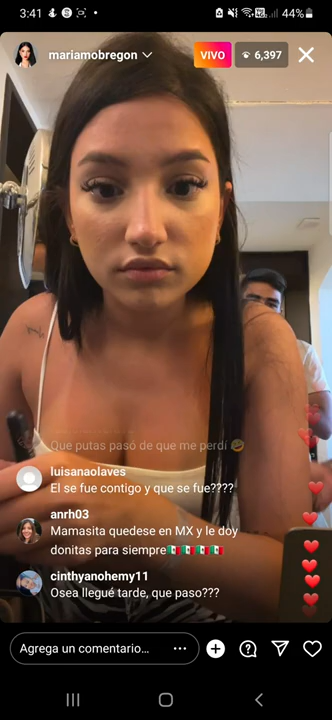 3:41
44%
mariamobregon
VIVO
6,397
Que putas pasó de que me perdí
luisanaolaves
El se fue contigo y que se fue????
anrh03
Mamasita quedese en MX y le doy
donitas para siempre
cinthyanohemy11
Osea llegué tarde, que paso???
Agrega un comentario...